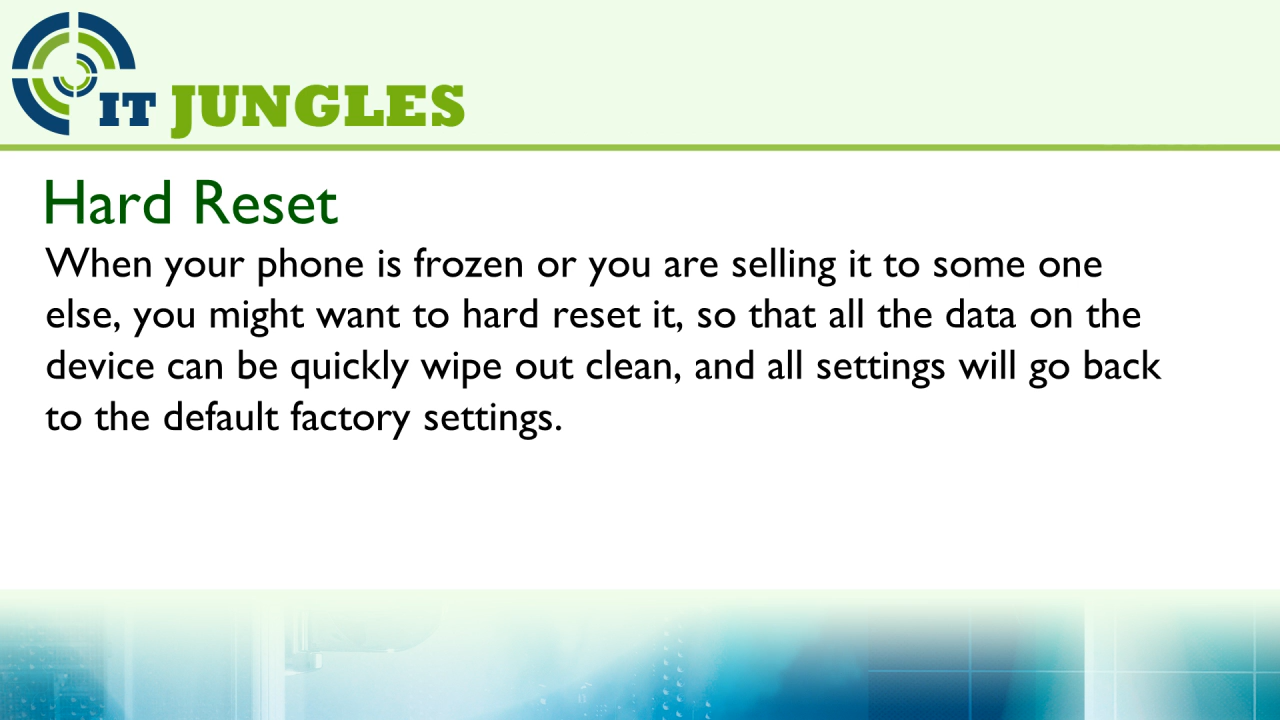 IT JUNGLES
Hard Reset
When your phone is frozen or you are selling it to some one
else, you might want to hard reset it, so that all the data on the
device can be quickly wipe out clean, and all settings will go back
to the default factory settings.